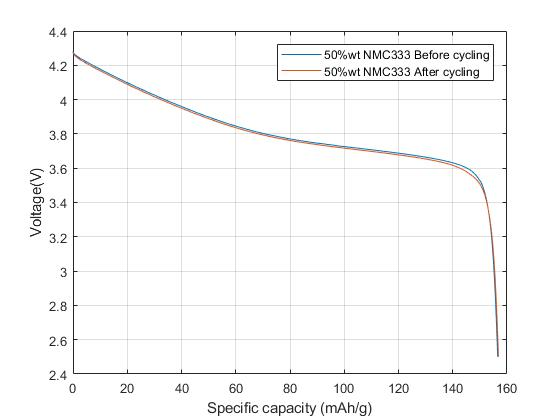 4.4
4.2
4
3.8
3.6
3.4
3.2
3
2.8
2.6
2.4
Voltage(V)
50%wt NMC333 Before cycling
50%wt NMC333 After cycling
0 20 40 60 80 100 120 140 160
Specific capacity (mAh/g)